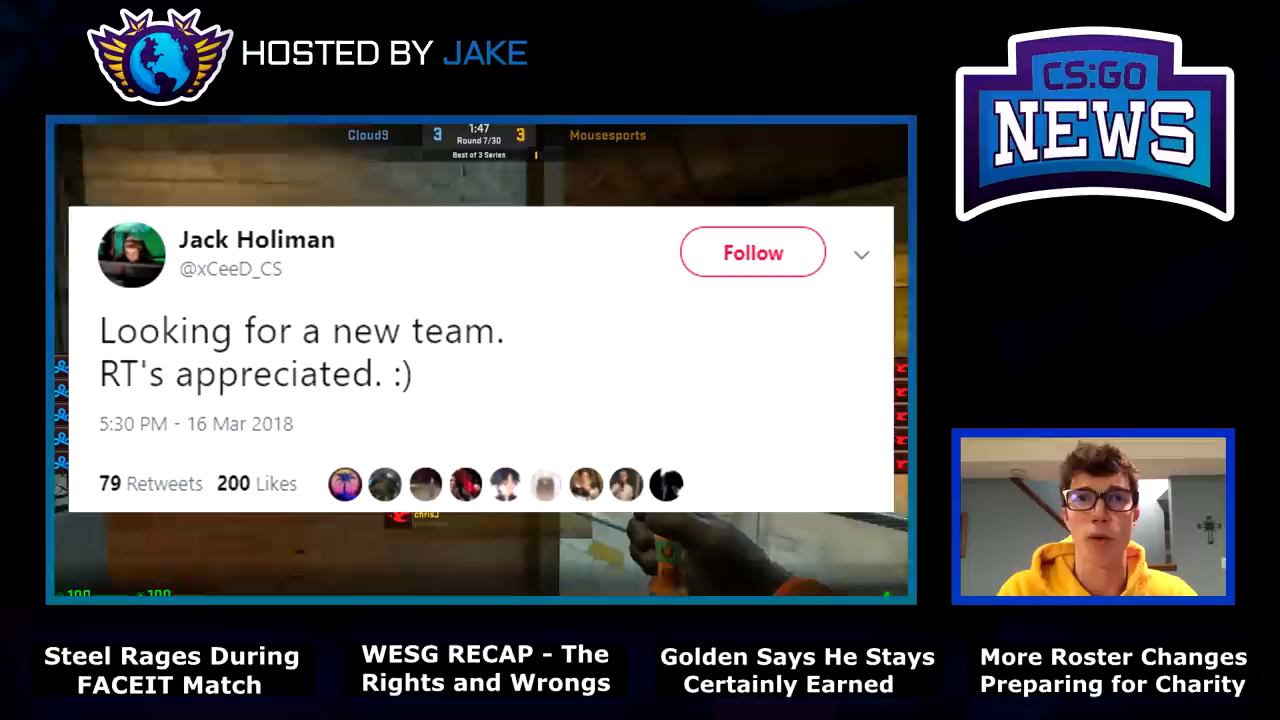 HOSTED BY JAKE
CS:GO
NEWS
Cloud9 3 1:47 3 Mousesports
Round 7/30
Best of 3 Series
Jack Holiman
@xCeeD_CS
Follow
Looking for a new team.
RT's appreciated. :)
5:30 PM - 16 Mar 2018
79 Retweets 200 Likes
chrisJ
100 100
Steel Rages During
FACEIT Match
WESG RECAP - The
Rights and Wrongs
Golden Says He Stays
Certainly Earned
More Roster Changes
Preparing for Charity